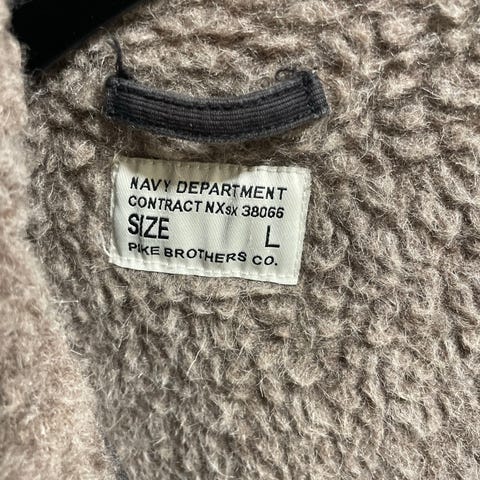 NAVY DEPARTMENT
CONTRACT NXsx 38066
SIZE L
PIKE BROTHERS CO.